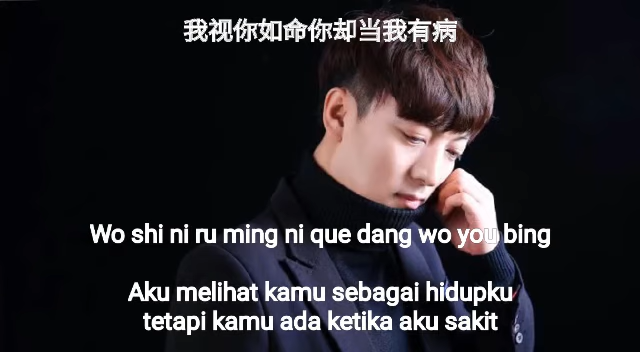 我视你如命你却当我有病
Wo shi ni ru ming ni que dang wo you bing
Aku melihat kamu sebagai hidupku
tetapi kamu ada ketika aku sakit